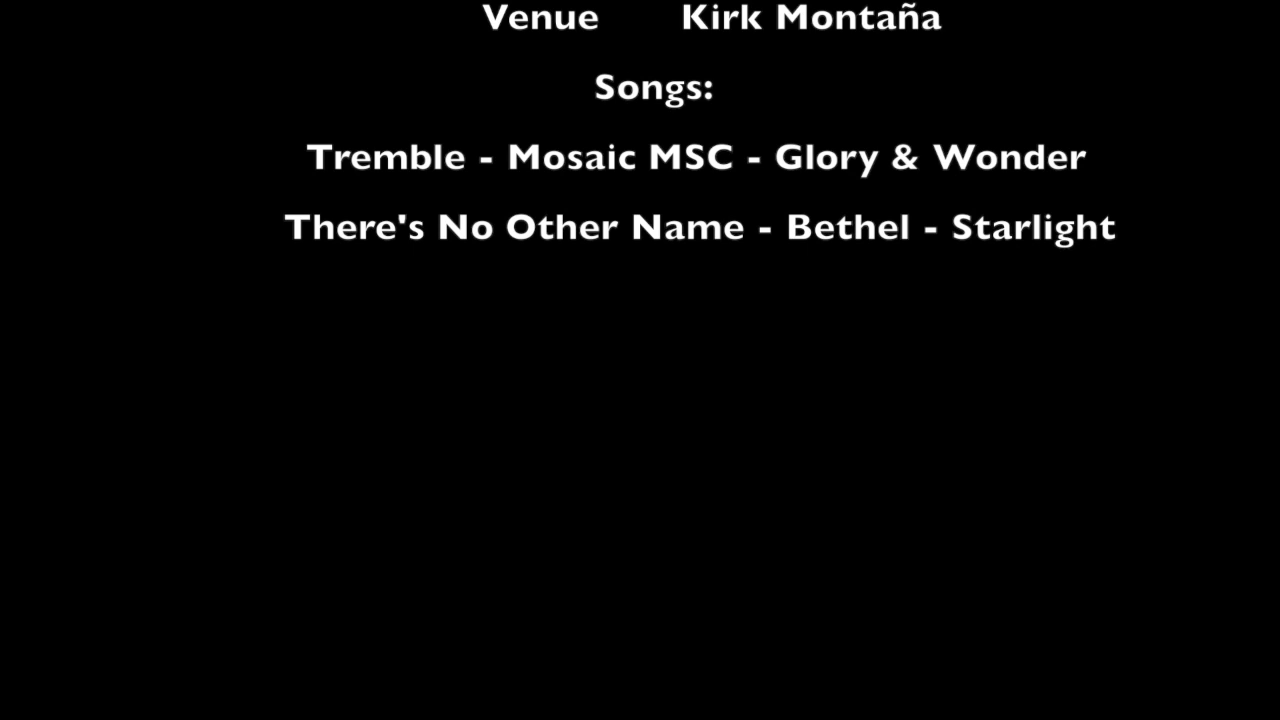 Venue Kirk Montaña
Songs:
Tremble - Mosaic MSC - Glory & Wonder
There's No Other Name - Bethel - Starlight